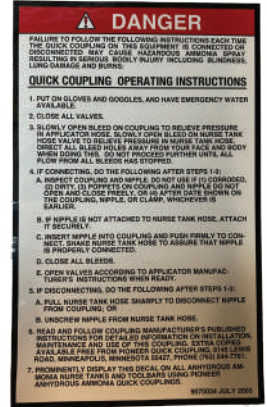 DANGER
FAILURE TO FOLLOW THE FOLLOWING INSTRUCTIONS EACH TIME
THE QUICK COUPLING ON THIS EQUIPMENT IS CONNECTED OR
DISCONNECTED MAY CAUSE HAZARDOUS AMMONIA SPRAY
RESULTING IN SERIOUS BODILY INJURY INCLUDING BLINDNESS,
LUNG DAMAGE AND BURNS:
QUICK COUPLING OPERATING INSTRUCTIONS
1. PUT ON GLOVES AND GOGGLES, AND HAVE EMERGENCY WATER
AVAILABLE.
2. CLOSE ALL VALVES.
3. SLOWLY OPEN BLEED ON COUPLING TO RELIEVE PRESSURE
IN APPLICATOR HOSE. SLOWLY OPEN BLEED ON NURSE TANK
HOSE VALVE TO RELIEVE PRESSURE IN NURSE TANK HOSE.
DIRECT ALL BLEED HOLES AWAY FROM YOUR FACE AND BODY
WHEN DOING THIS. DO NOT PROCEED FURTHER UNTIL ALL
FLOW FROM ALL BLEEDS HAS STOPPED.
4. IF CONNECTING, DO THE FOLLOWING AFTER STEPS 1-3:
A. INSPECT COUPLING AND NIPPLE. DO NOT USE IF (1) CORRODED,
(2) DIRTY, (3) POPPETS ON COUPLING AND NIPPLE DO NOT
OPEN AND CLOSE FREELY, OR (4) AFTER DATE SHOWN ON
THE COUPLING, NIPPLE, OR CLAMP, WHICHEVER IS
EARLIER.
B. IF NIPPLE IS NOT ATTACHED TO NURSE TANK HOSE, ATTACH
IT SECURELY.
C. INSERT NIPPLE INTO COUPLING AND PUSH FIRMLY TO CON-
NECT. SHAKE NURSE TANK HOSE TO ASSURE THAT NIPPLE
IS PROPERLY CONNECTED.
D. CLOSE ALL BLEEDS.
E. OPEN VALVES ACCORDING TO APPLICATOR MANUFAC-
TURER'S INSTRUCTIONS WHEN READY.
5. IF DISCONNECTING, DO THE FOLLOWING AFTER STEPS 1-3:
A. PULL NURSE TANK HOSE SHARPLY TO DISCONNECT NIPPLE
FROM COUPLING; OR
B. UNSCREW NIPPLE FROM NURSE TANK HOSE.
6. READ AND FOLLOW COUPLING MANUFACTURER'S PUBLISHED
INSTRUCTIONS FOR DETAILED INFORMATION ON INSTALLATION,
MAINTENANCE AND USE OF THIS COUPLING. EXTRA COPIES
AVAILABLE FREE FROM PIONEER QUICK COUPLING, 6145 LEWIS
ROAD, MINNEAPOLIS, MINNESOTA 55427, PHONE (763)
7. PROMINENTLY DISPLAY THIS DECAL ON ALL ANHYDROUS AM-
MONIA NURSE TANKS AND TOOLBARS USING PIONEER
ANHYDROUS AMMONIA QUICK COUPLINGS.
9870004 JULY 2005